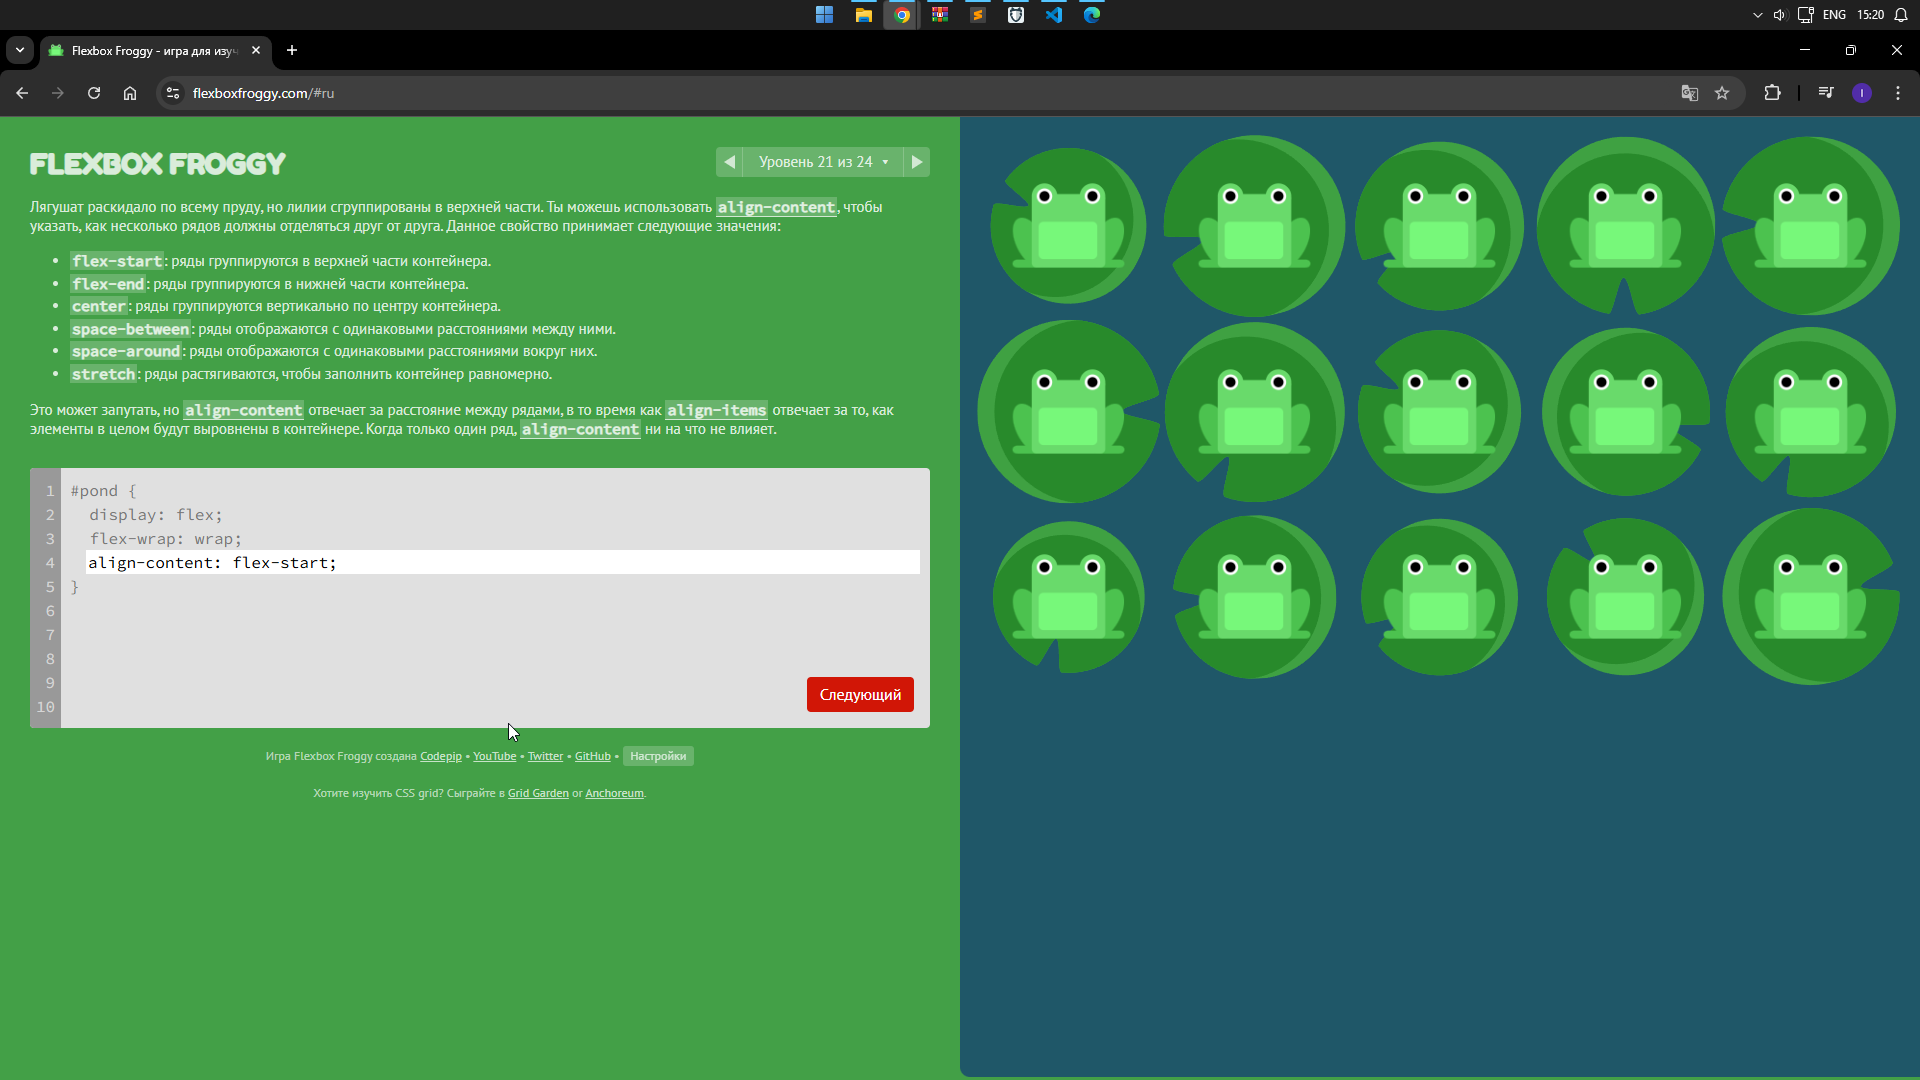 ENG 15:20
Flexbox Froggy - игра для изуч
flexboxfroggy.com/#ru
I
FLEXBOX FROGGY
Уровень 21 из 24
Лягушат раскидало по всему пруду, но лилии сгруппированы в верхней части. Ты можешь использовать align-content, чтобы
указать, как несколько рядов должны отделяться друг от друга. Данное свойство принимает следующие значения:
• flex-start: ряды группируются в верхней части контейнера.
• flex-end: ряды группируются в нижней части контейнера.
• center: ряды группируются вертикально по центру контейнера.
• space-between: ряды отображаются с одинаковыми расстояниями между ними.
• space-around: ряды отображаются с одинаковыми расстояниями вокруг них.
• stretch: ряды растягиваются, чтобы заполнить контейнер равномерно.
Это может запутать, но align-content отвечает за расстояние между рядами, в то время как align-items отвечает за то, как
элементы в целом будут выровнены в контейнере. Когда только один ряд, align-content ни на что не влияет.
1 #pond {
2 display: flex;
3 flex-wrap: wrap;
4 align-content: flex-start;
5 }
6
7
8
9
10
Следующий
Игра Flexbox Froggy создана Codepip • YouTube • Twitter • GitHub • Настройки
Хотите изучить CSS grid? Сыграйте в Grid Garden or Anchoreum.